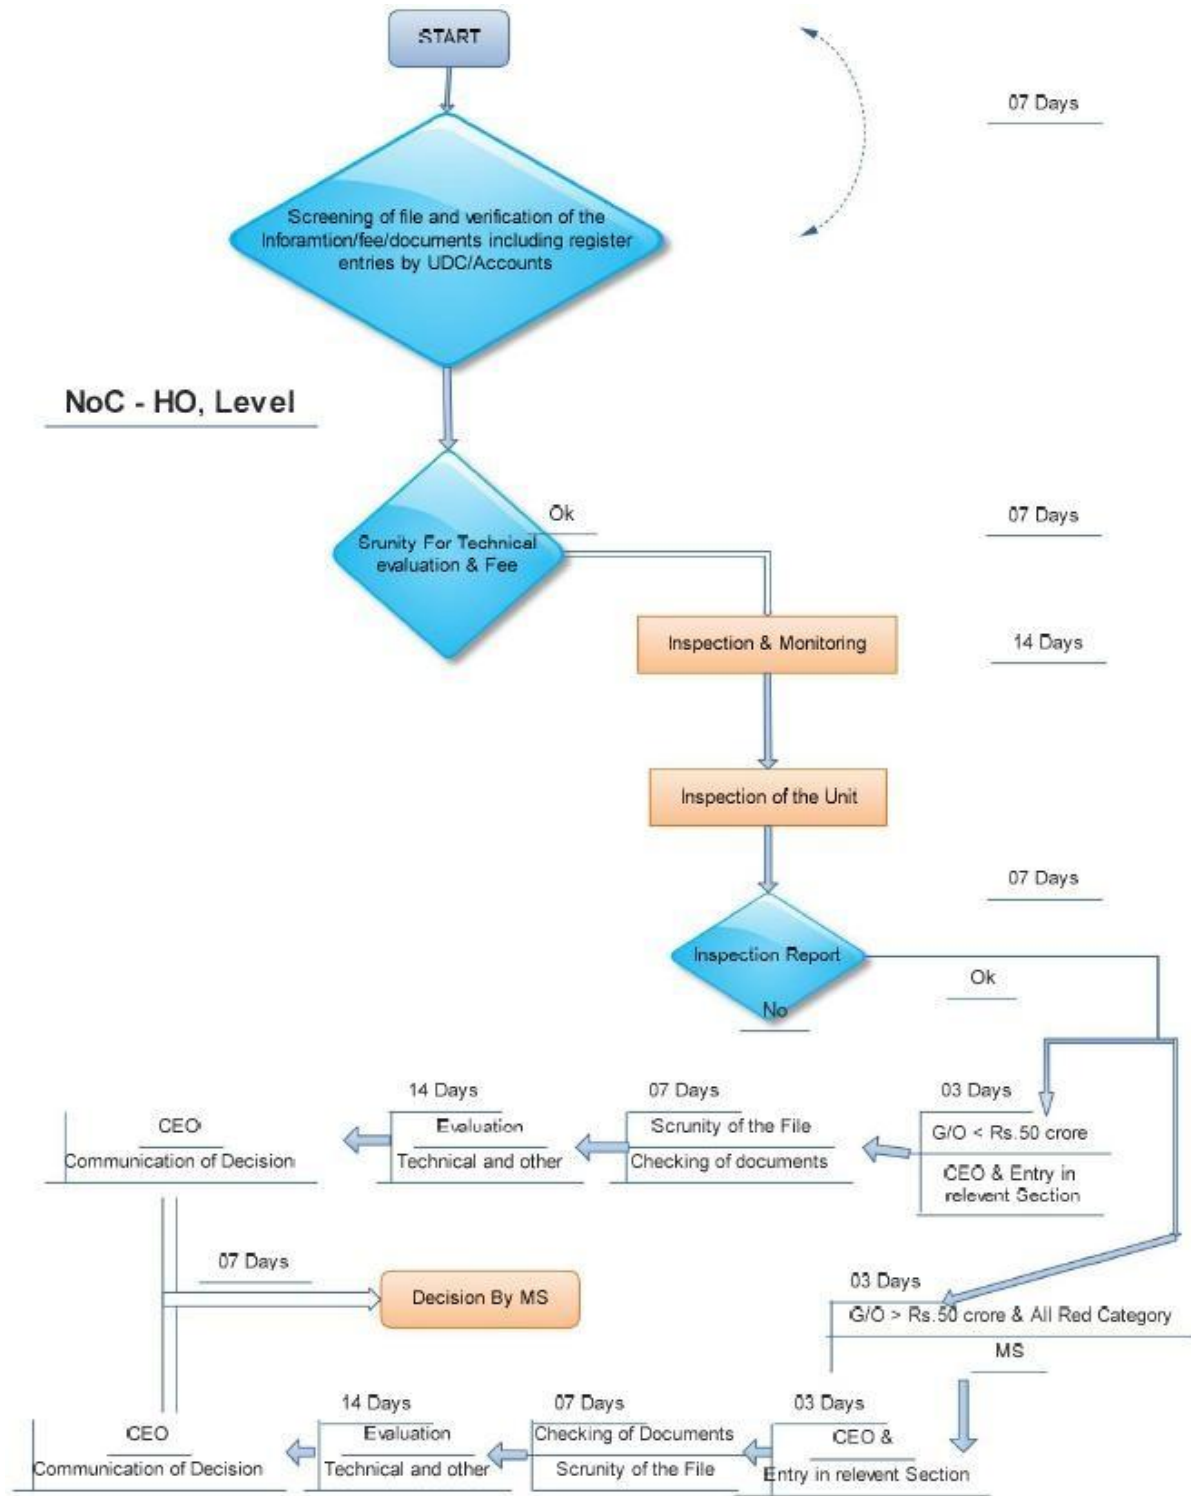 START
07 Days
Screening of file and verification of the
Inforamtion/fee/documents including register
entries by UDC/Accounts
NoC - HO, Level
Ok
07 Days
Srunity For Technical
evaluation & Fee
Inspection & Monitoring
14 Days
Inspection of the Unit
07 Days
Inspection Report
Ok
No
14 Days
07 Days
03 Days
CEO
Communication of Decision
Evaluation
Technical and other
Scrunity of the File
Checking of documents
G/O < Rs.50 crore
CEO & Entry in
relevent Section
07 Days
Decision By MS
03 Days
G/O > Rs.50 crore & All Red Category
MS
14 Days
07 Days
03 Days
CEO
Communication of Decision
Evaluation
Technical and other
Checking of Documents
Scrunity of the File
CEO &
Entry in relevent Section